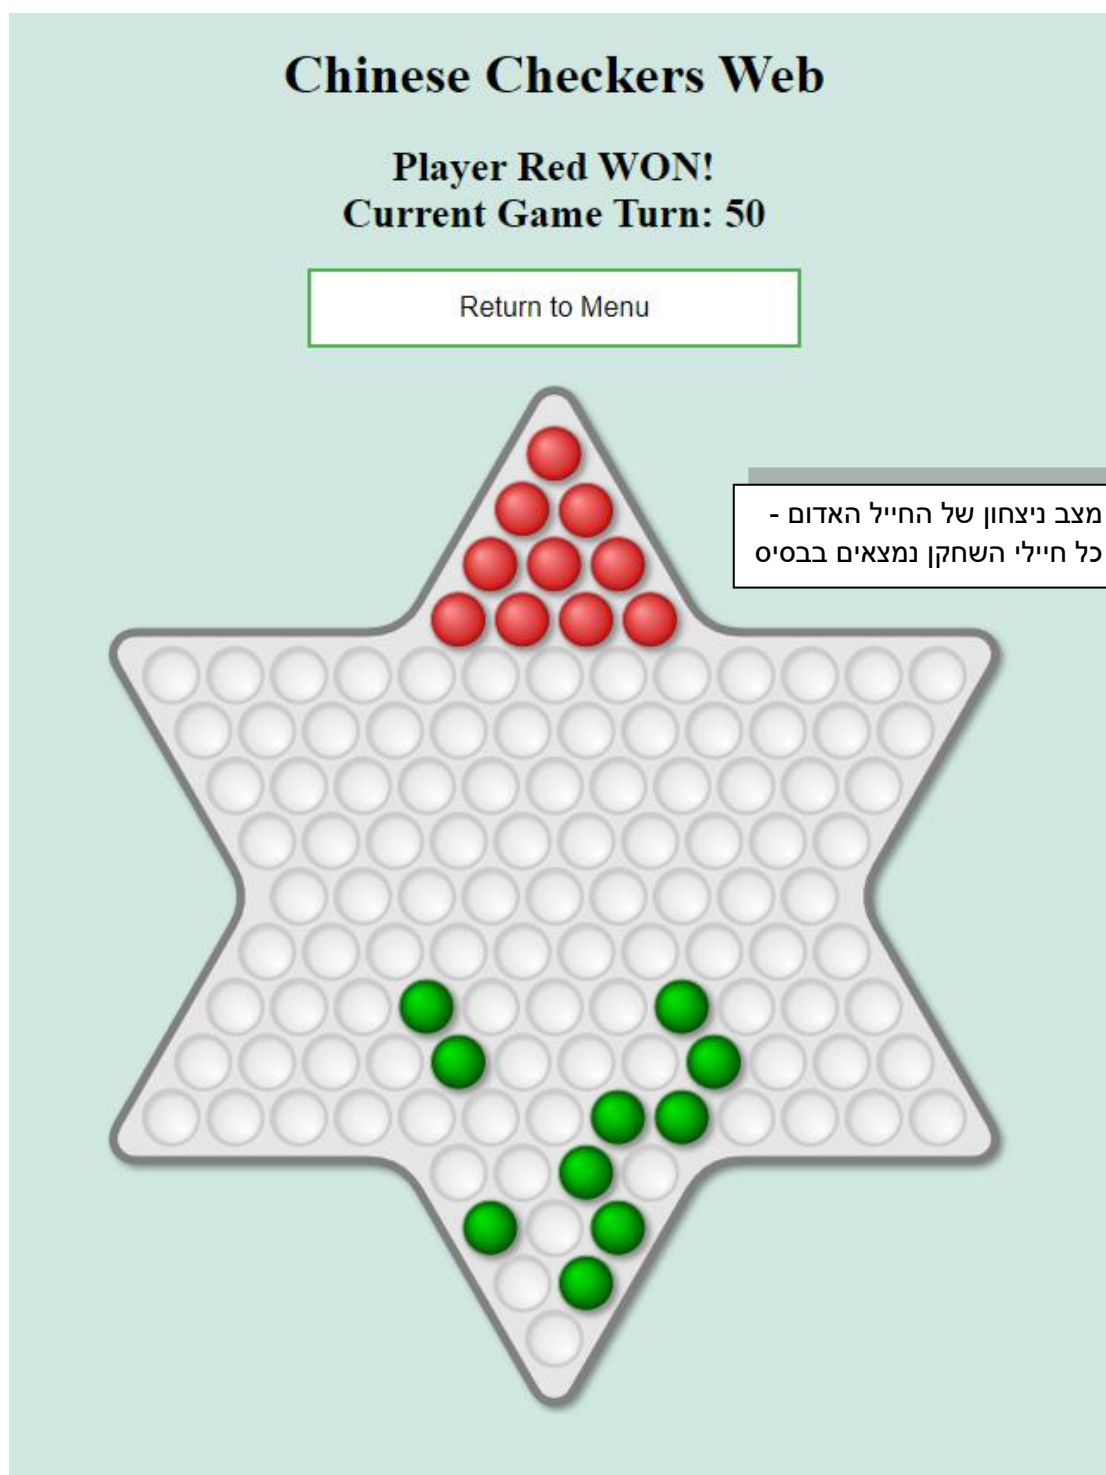 Chinese Checkers Web
Player Red WON!
Current Game Turn: 50
Return to Menu
מצב ניצחון של החייל האדום -
כל חיילי השחקן נמצאים בבסיס